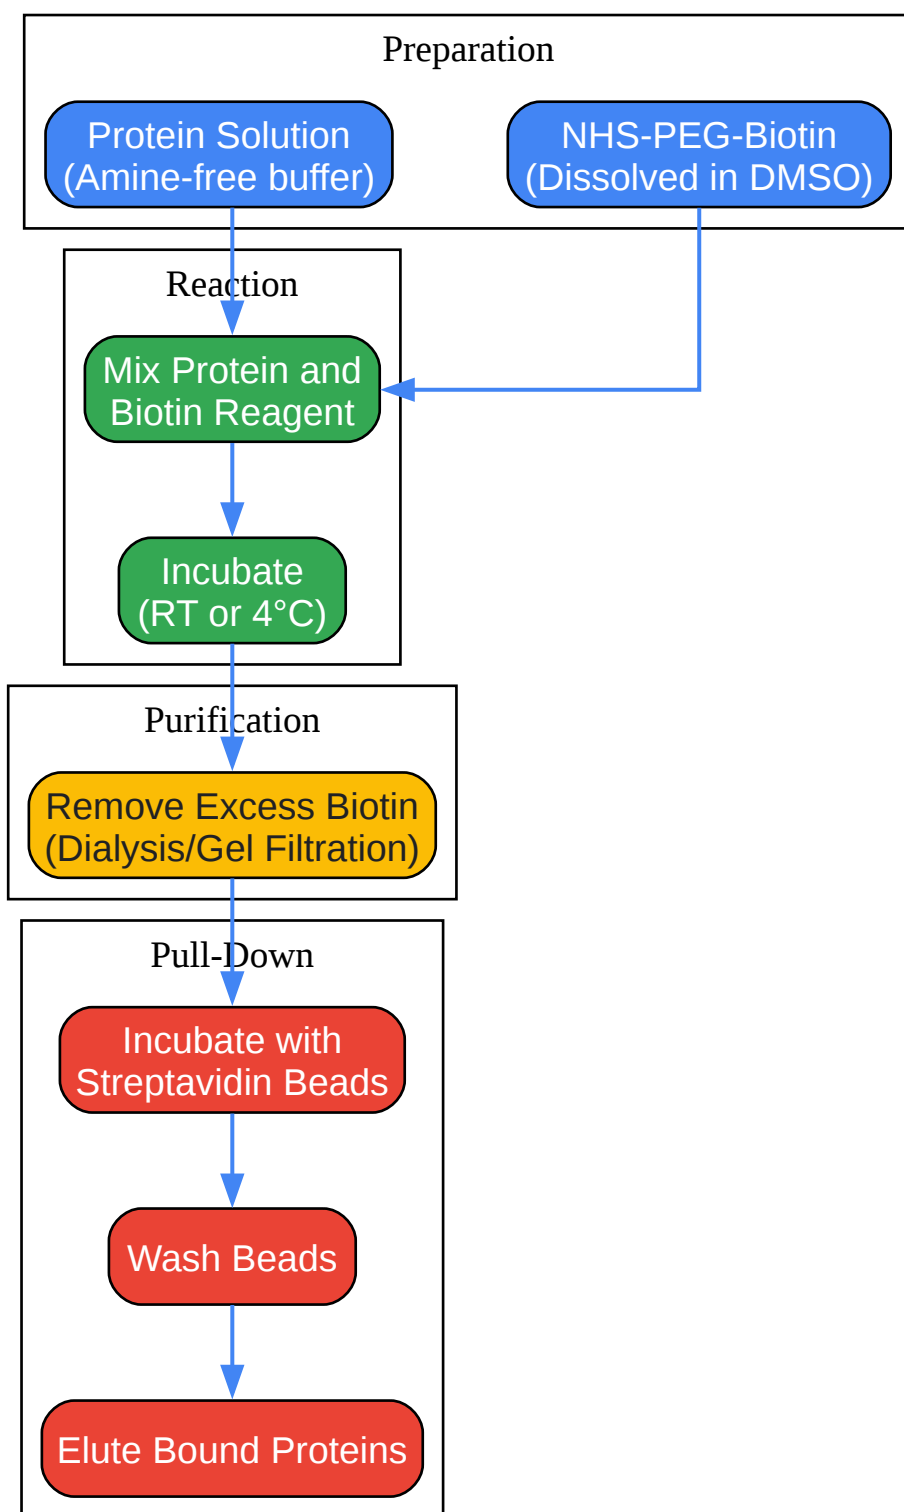 Preparation
Protein Solution
(Amine-free buffer)
NHS-PEG-Biotin
(Dissolved in DMSO)
Reaction
Mix Protein and
Biotin Reagent
Incubate
(RT or 4°C)
Purification
Remove Excess Biotin
(Dialysis/Gel Filtration)
Pull-Down
Incubate with
Streptavidin Beads
Wash Beads
Elute Bound Proteins